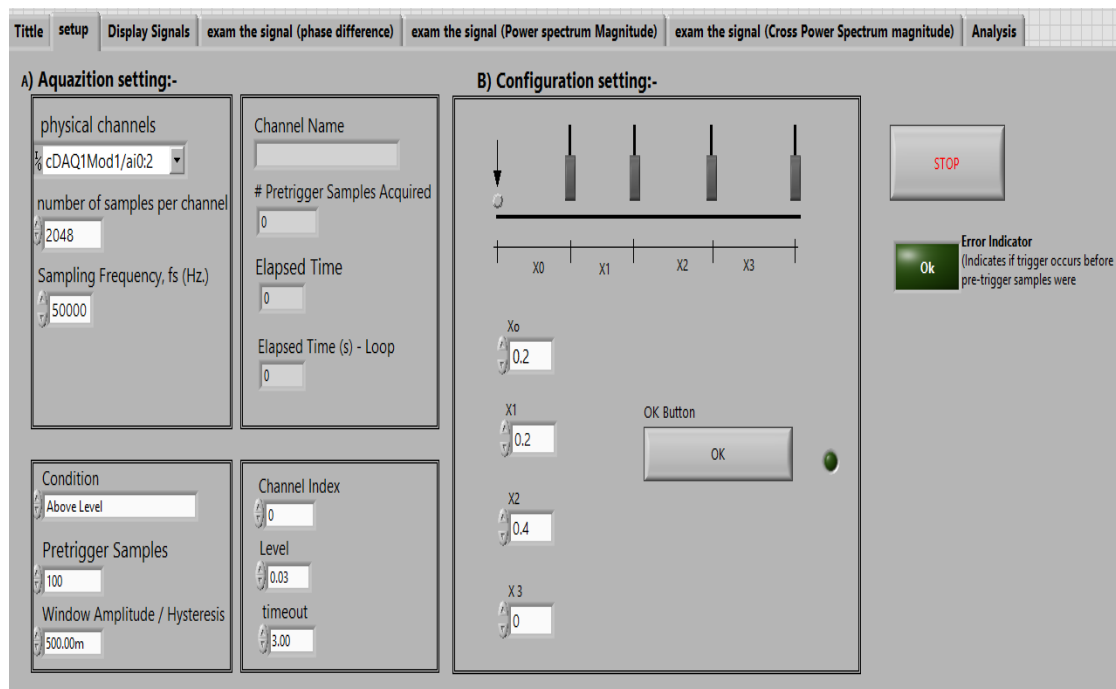 Tittle
setup
Display Signals
exam the signal (phase difference)
exam the signal (Power spectrum Magnitude)
exam the signal (Cross Power Spectrum magnitude)
Analysis
A) Aquazition setting:-
physical channels
I/O cDAQ1Mod1/ai0:2
number of samples per channel
2048
Sampling Frequency, fs (Hz.)
50000
Channel Name
# Pretrigger Samples Acquired
0
Elapsed Time
0
Elapsed Time (s) - Loop
0
Condition
Above Level
Pretrigger Samples
100
Window Amplitude / Hysteresis
500.00m
Channel Index
0
Level
0.03
timeout
3.00
B) Configuration setting:-
X0
X1
X2
X3
Xo
0.2
X1
0.2
X2
0.4
X 3
0
OK Button
OK
STOP
Ok
Error Indicator
(Indicates if trigger occurs before
pre-trigger samples were